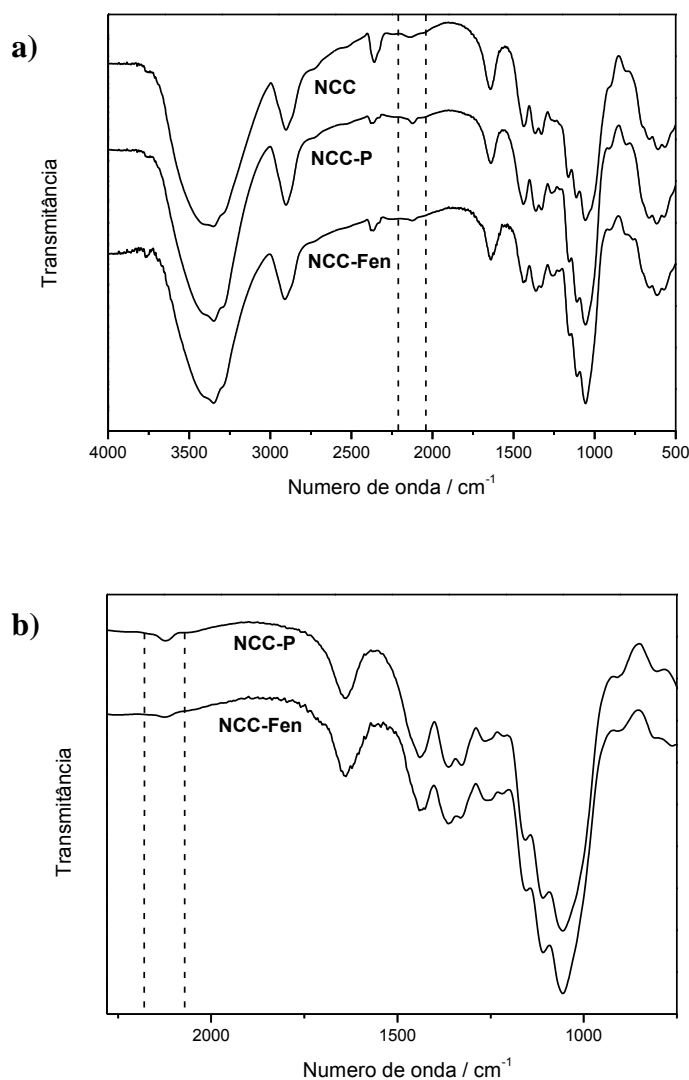 a)
NCC
NCC-P
NCC-Fen
Transmitância
4000 3500 3000 2500 2000 1500 1000 500
Numero de onda / cm⁻¹
b)
NCC-P
NCC-Fen
Transmitância
2000 1500 1000
Numero de onda / cm⁻¹